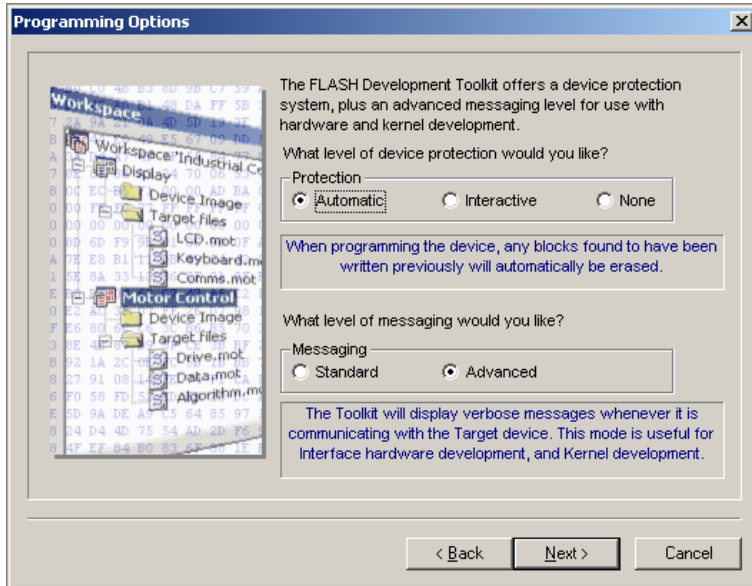 Programming Options
Workspace
Workspace 'Industrial Co
Display
Device Image
Target files
LCD.mot
Keyboard.m
Comms.mot
Motor Control
Device Image
Target files
Drive.mot
Data.mot
Algorithm.mo
The FLASH Development Toolkit offers a device protection
system, plus an advanced messaging level for use with
hardware and kernel development.
What level of device protection would you like?
Protection
Automatic
Interactive
None
When programming the device, any blocks found to have been
written previously will automatically be erased.
What level of messaging would you like?
Messaging
Standard
Advanced
The Toolkit will display verbose messages whenever it is
communicating with the Target device. This mode is useful for
Interface hardware development, and Kernel development.
< Back
Next >
Cancel